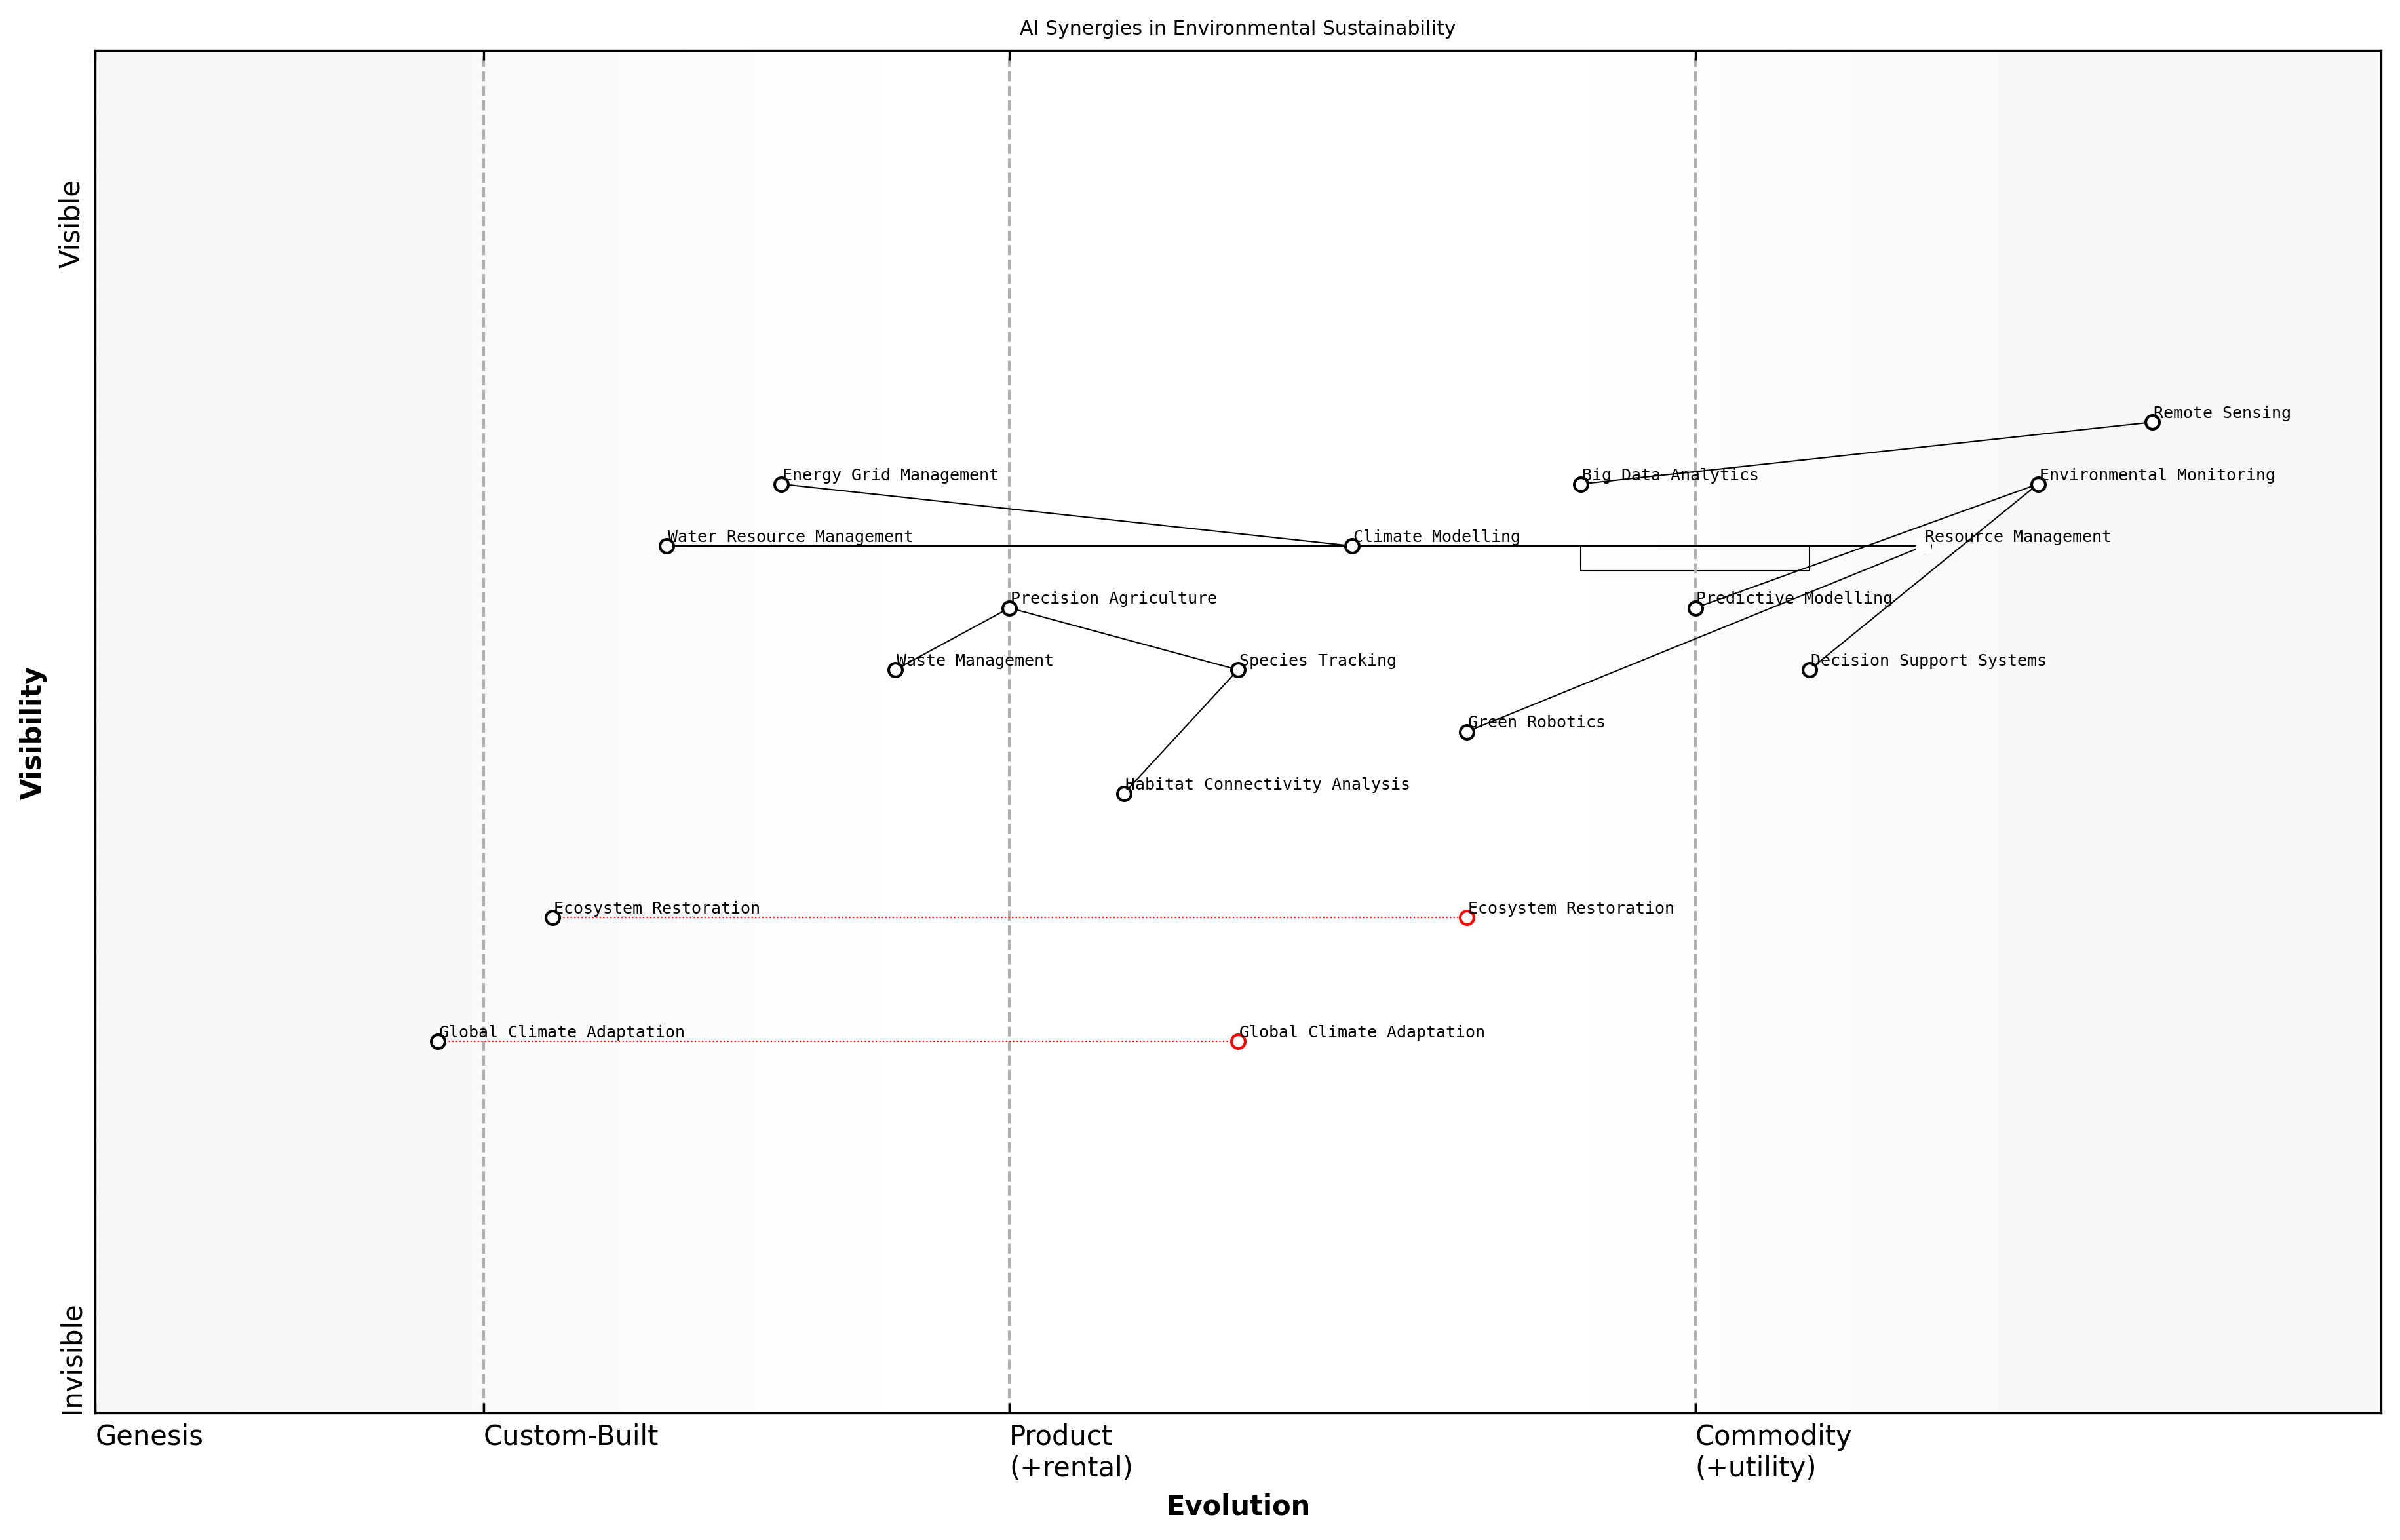 AI Synergies in Environmental Sustainability
Visible
Visibility
Invisible
Remote Sensing
Energy Grid Management
Big Data Analytics
Environmental Monitoring
Water Resource Management
Climate Modelling
Resource Management
Precision Agriculture
Predictive Modelling
Waste Management
Species Tracking
Decision Support Systems
Green Robotics
Habitat Connectivity Analysis
Ecosystem Restoration
Ecosystem Restoration
Global Climate Adaptation
Global Climate Adaptation
Genesis
Custom-Built
Product
(+rental)
Commodity
(+utility)
Evolution